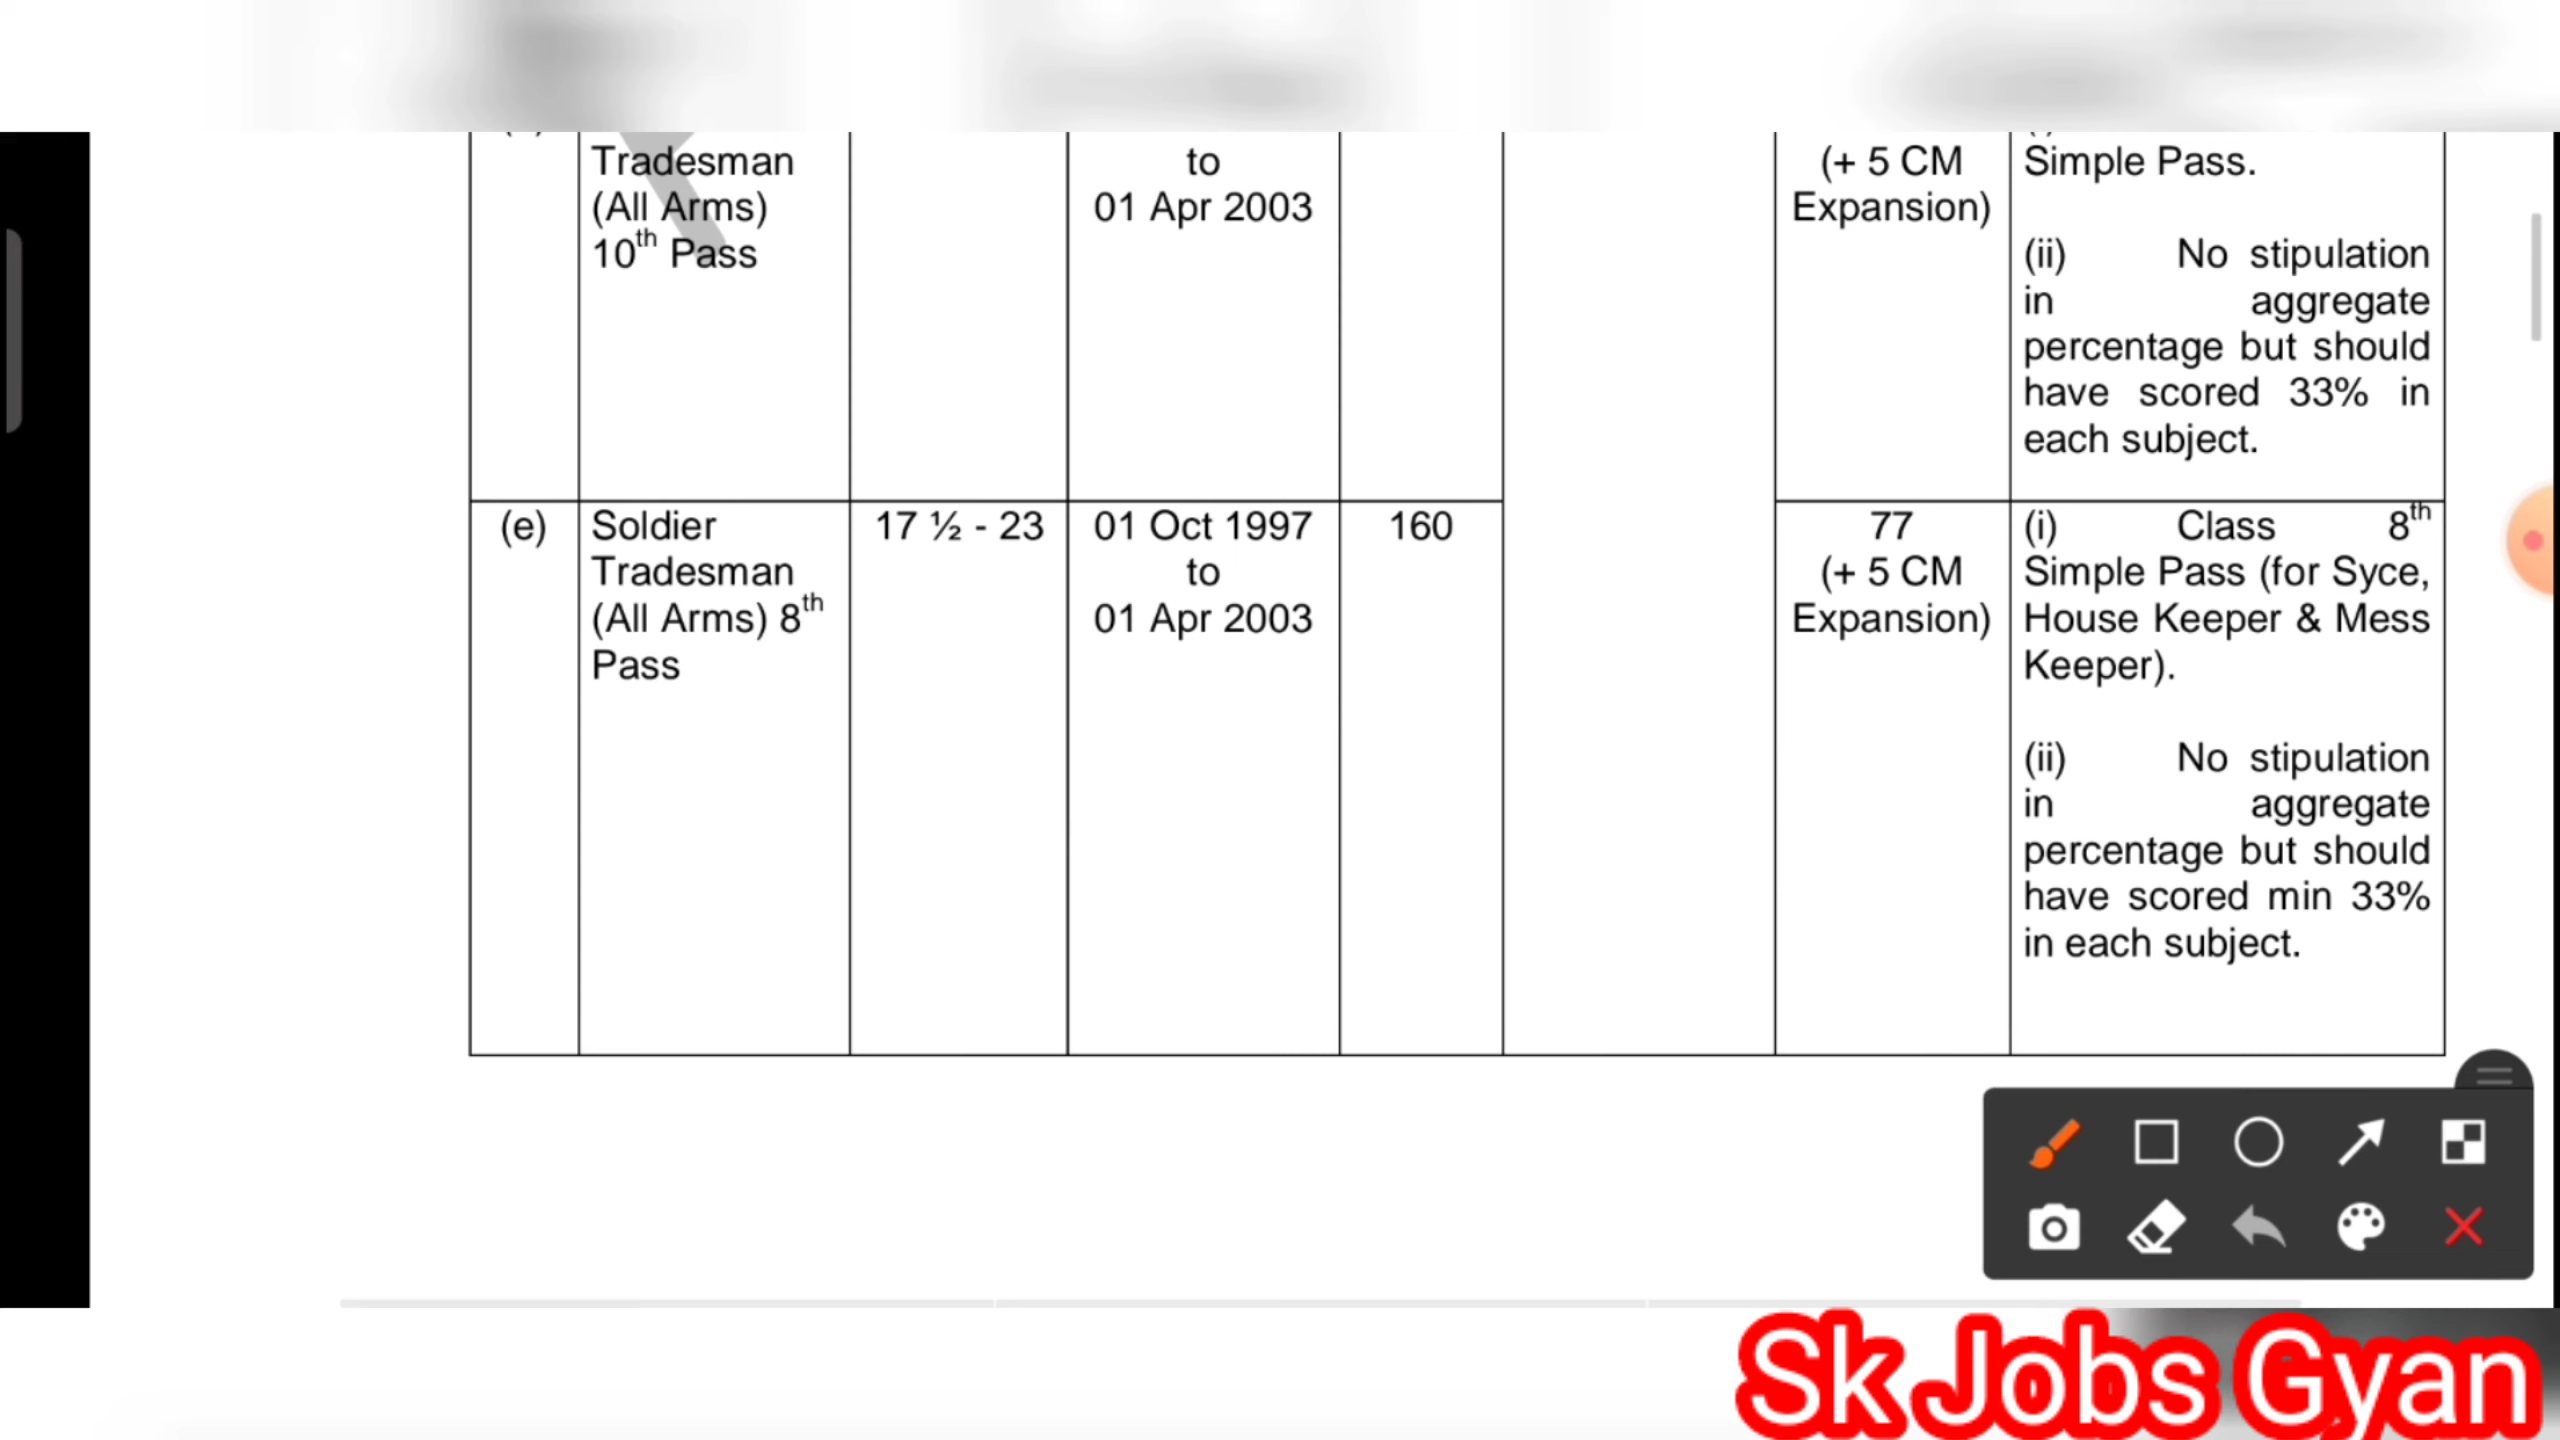 Tradesman
(All Arms)
10th Pass
to
01 Apr 2003
(+ 5 CM
Expansion)
Simple Pass.
(ii) No stipulation
in aggregate
percentage but should
have scored 33% in
each subject.
(e)
Soldier
Tradesman
(All Arms) 8th
Pass
17 ½ - 23
01 Oct 1997
to
01 Apr 2003
160
77
(+ 5 CM
Expansion)
(i) Class 8th
Simple Pass (for Syce,
House Keeper & Mess
Keeper).
(ii) No stipulation
in aggregate
percentage but should
have scored min 33%
in each subject.
Sk Jobs Gyan